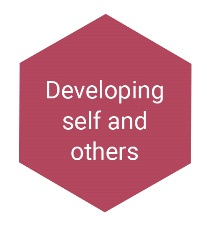 Developing
self and
others